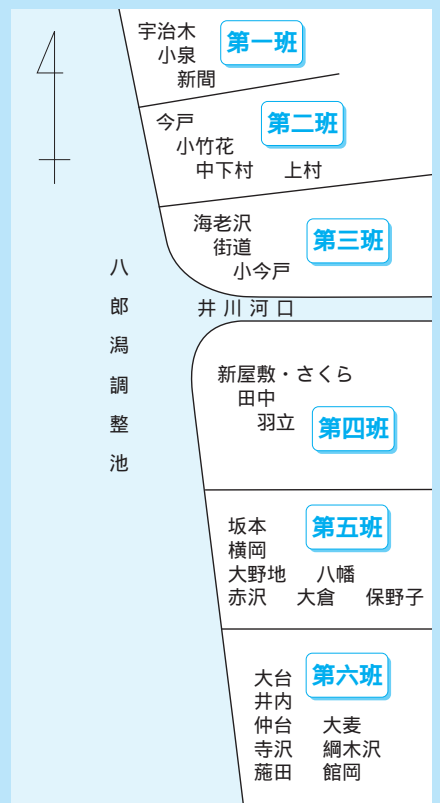 宇治木
小泉
新間
第一班
今戸
小竹花
中下村 上村
第二班
海老沢
街道
小今戸
第三班
八郎潟調整池
井川河口
新屋敷・さくら
田中
羽立
第四班
坂本
横岡
大野地 八幡
赤沢 大倉 保野子
第五班
大台
井内
仲台 大麦
寺沢 綱木沢
葹田 館岡
第六班